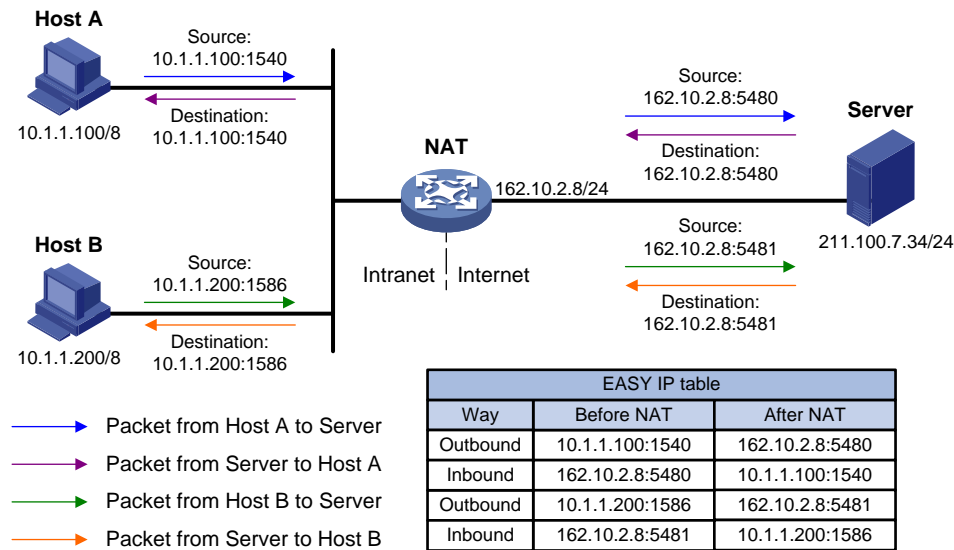 Host A
Source:
10.1.1.100:1540
Destination:
10.1.1.100:1540
10.1.1.100/8
Source:
162.10.2.8:5480
Destination:
162.10.2.8:5480
Server
NAT
162.10.2.8/24
211.100.7.34/24
Intranet
Internet
Host B
Source:
10.1.1.200:1586
Destination:
10.1.1.200:1586
10.1.1.200/8
Source:
162.10.2.8:5481
Destination:
162.10.2.8:5481
Packet from Host A to Server
Packet from Server to Host A
Packet from Host B to Server
Packet from Server to Host B
EASY IP table
Way Before NAT After NAT
Outbound 10.1.1.100:1540 162.10.2.8:5480
Inbound 162.10.2.8:5480 10.1.1.100:1540
Outbound 10.1.1.200:1586 162.10.2.8:5481
Inbound 162.10.2.8:5481 10.1.1.200:1586